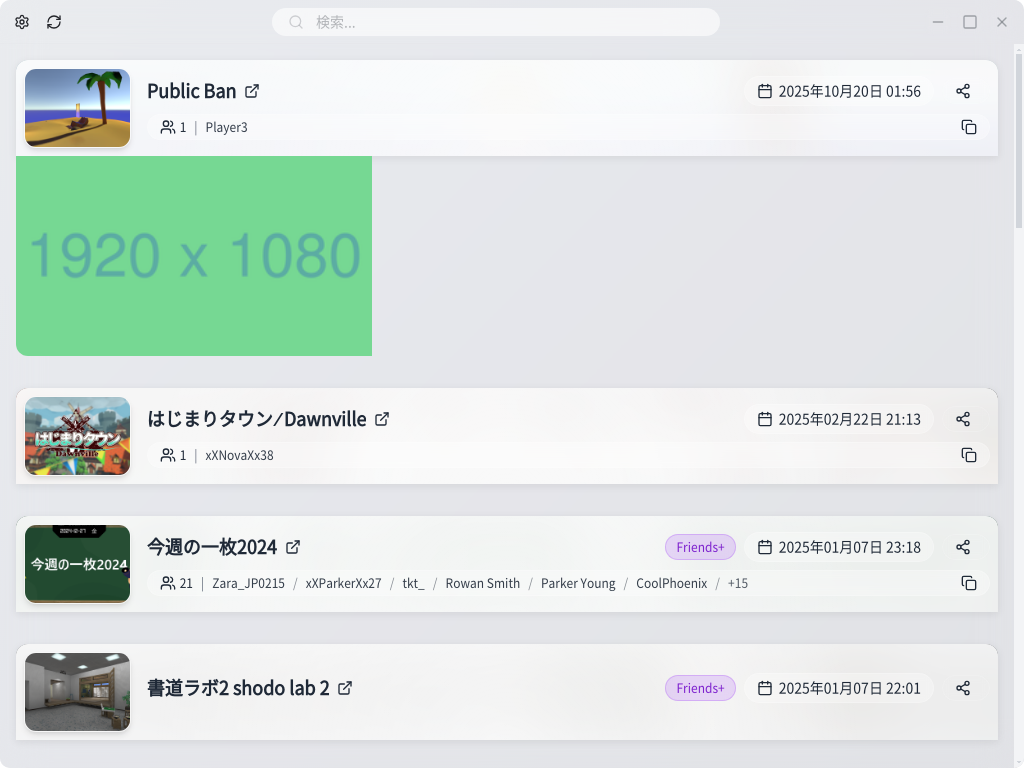 検索...
Public Ban
2025年10月20日 01:56
1 | Player3
1920 x 1080
はじまりタウン/Dawnville
2025年02月22日 21:13
はじまりタウン
Dawnville
1 | xXNovaXx38
今週の一枚2024
Friends+
2025年01月07日 23:18
今週の一枚2024
21 | Zara_JP0215 / xXParkerXx27 / tkt_ / Rowan Smith / Parker Young / CoolPhoenix / +15
書道ラボ2 shodo lab 2
Friends+
2025年01月07日 22:01